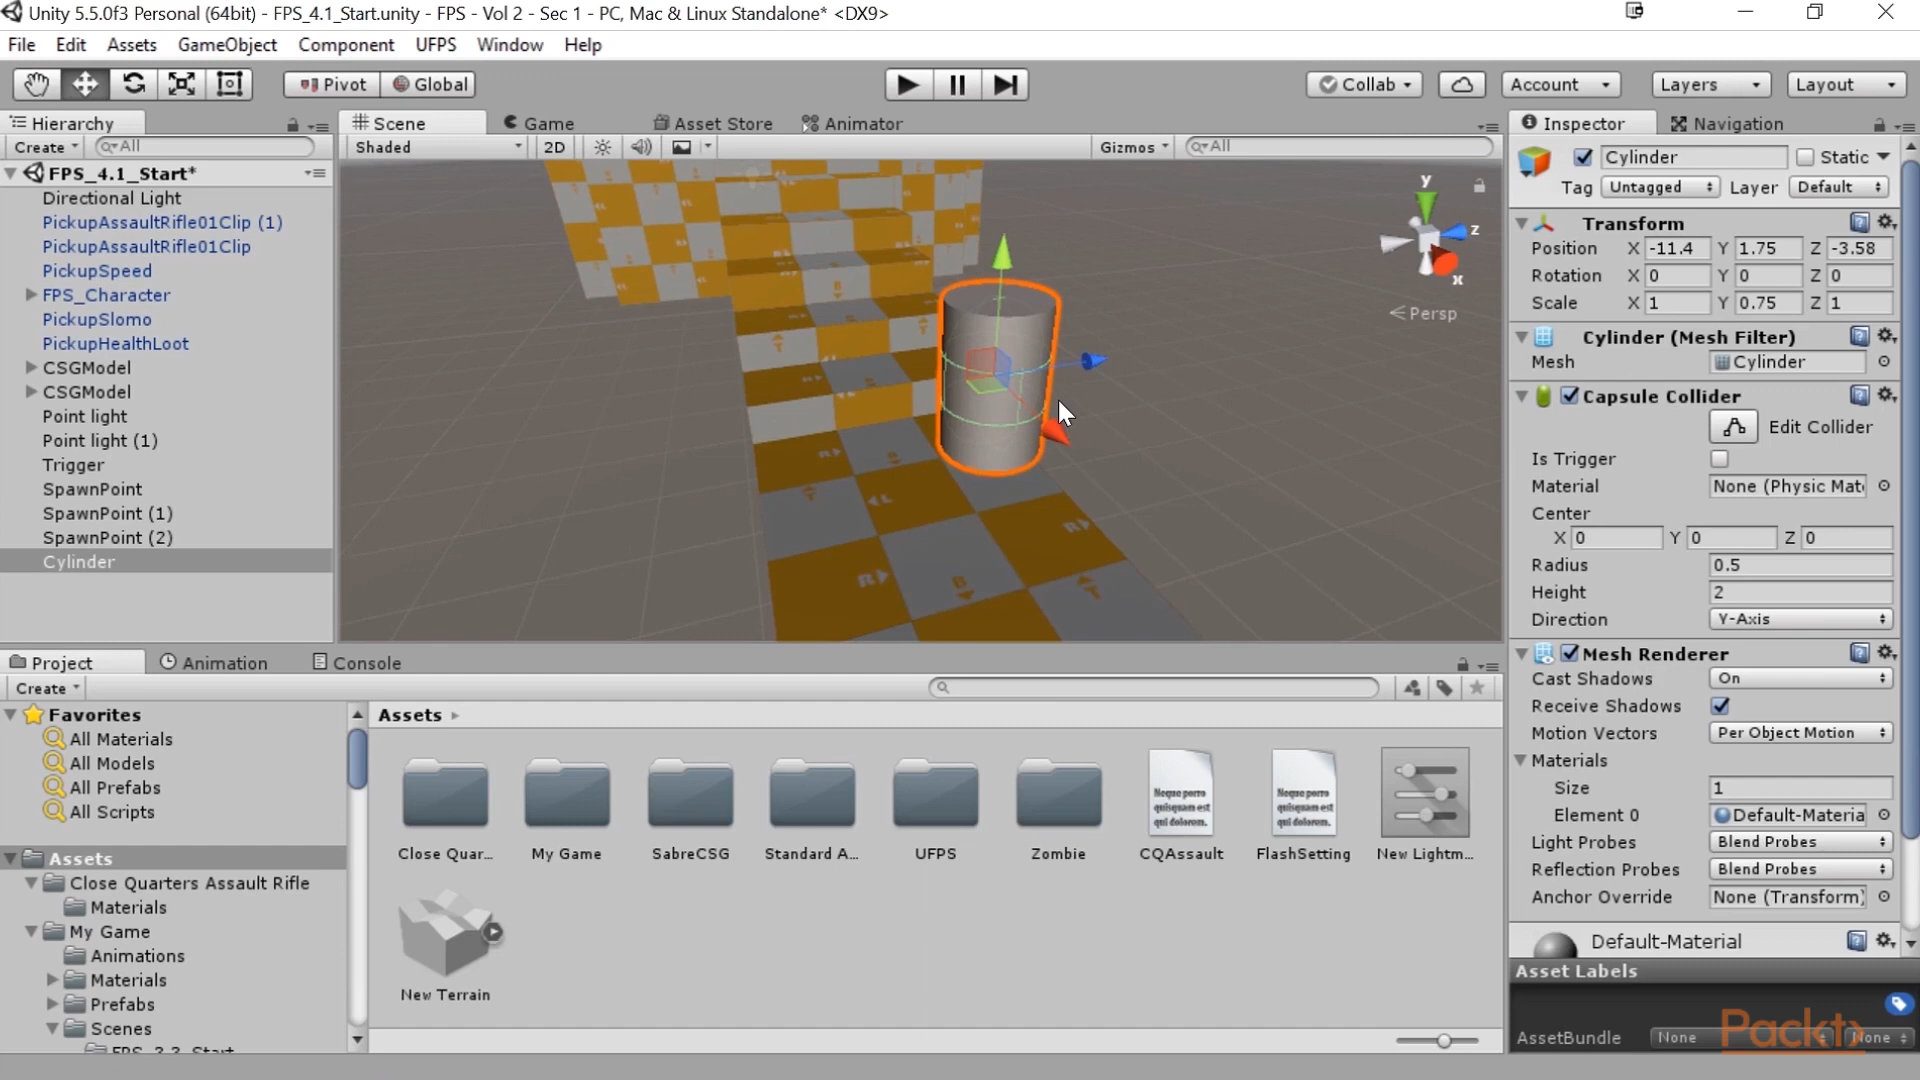 Unity 5.5.0f3 Personal (64bit) - FPS_4.1_Start.unity - FPS - Vol 2 - Sec 1 - PC, Mac & Linux Standalone* <DX9>
File Edit Assets GameObject Component UFPS Window Help
Pivot Global Collab Account Layers Layout
Hierarchy
Create All
FPS_4.1_Start*
Directional Light
PickupAssaultRifle01Clip (1)
PickupAssaultRifle01Clip
PickupSpeed
FPS_Character
PickupSlomo
PickupHealthLoot
CSGModel
CSGModel
Point light
Point light (1)
Trigger
SpawnPoint
SpawnPoint (1)
SpawnPoint (2)
Cylinder
Scene Game Asset Store Animator
Shaded 2D Gizmos All
y
z
x
Persp
Inspector Navigation
Cylinder Static
Tag Untagged Layer Default
Transform
Position X -11.4 Y 1.75 Z -3.58
Rotation X 0 Y 0 Z 0
Scale X 1 Y 0.75 Z 1
Cylinder (Mesh Filter)
Mesh Cylinder
Capsule Collider
Edit Collider
Is Trigger
Material None (Physic Mat
Center
X 0 Y 0 Z 0
Radius 0.5
Height 2
Direction Y-Axis
Mesh Renderer
Cast Shadows On
Receive Shadows
Motion Vectors Per Object Motion
Materials
Size 1
Element 0 Default-Materia
Light Probes Blend Probes
Reflection Probes Blend Probes
Anchor Override None (Transform)
Default-Material
Asset Labels
AssetBundle None None
Packt
Project Animation Console
Create
Favorites
All Materials
All Models
All Prefabs
All Scripts
Assets
Close Quarters Assault Rifle
Materials
My Game
Animations
Materials
Prefabs
Scenes
FPS_3.3_Start
Assets
Close Quar... My Game SabreCSG Standard A... UFPS Zombie CQAssault FlashSetting New Lightm...
New Terrain